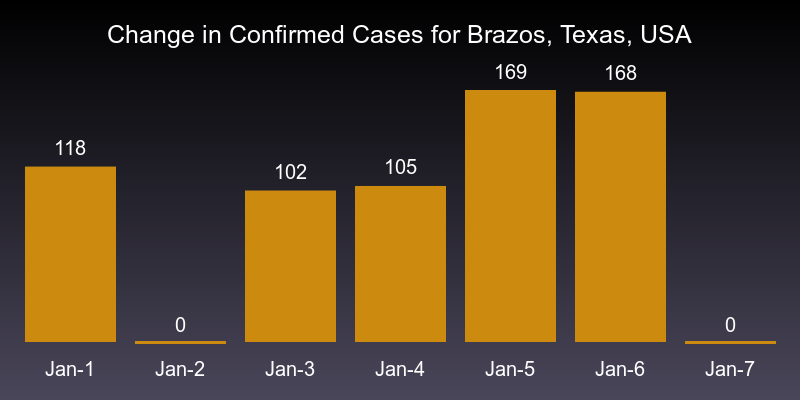 Change in Confirmed Cases for Brazos, Texas, USA
118
0
102
105
169
168
0
Jan-1
Jan-2
Jan-3
Jan-4
Jan-5
Jan-6
Jan-7